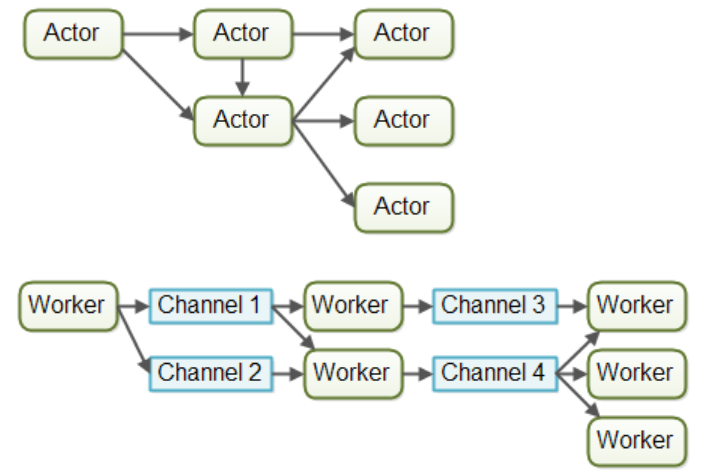 Actor Actor Actor
Actor Actor
Actor
Worker Channel 1 Worker Channel 3 Worker
Channel 2 Worker Channel 4 Worker
Worker